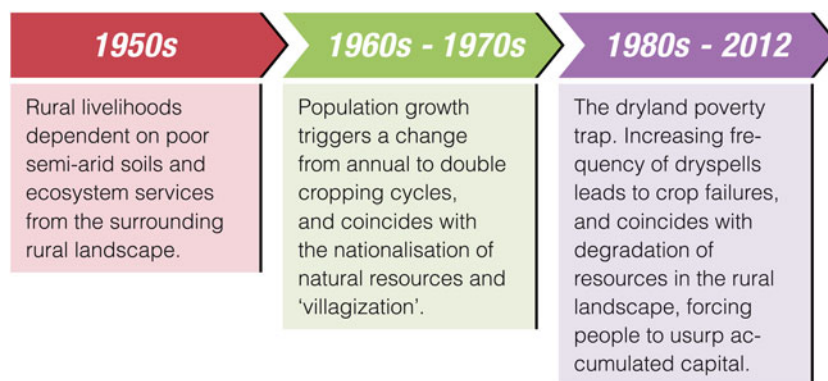 1950s
Rural livelihoods
dependent on poor
semi-arid soils and
ecosystem services
from the surrounding
rural landscape.
1960s - 1970s
Population growth
triggers a change
from annual to double
cropping cycles,
and coincides with
the nationalisation of
natural resources and
‘villagization’.
1980s - 2012
The dryland poverty
trap. Increasing fre-
quency of dryspells
leads to crop failures,
and coincides with
degradation of
resources in the rural
landscape, forcing
people to usurp ac-
cumulated capital.